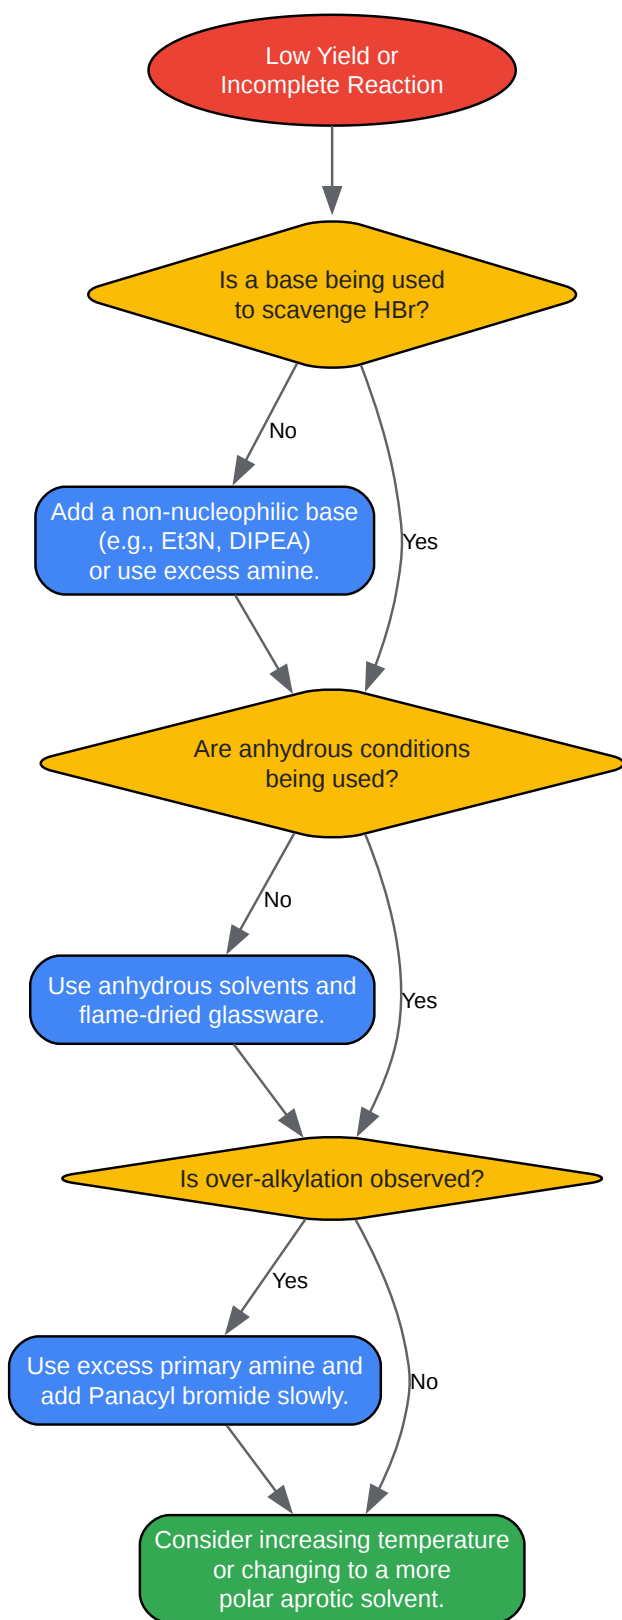 Low Yield or
Incomplete Reaction
Is a base being used
to scavenge HBr?
No
Add a non-nucleophilic base
(e.g., Et3N, DIPEA)
or use excess amine.
Yes
Are anhydrous conditions
being used?
No
Use anhydrous solvents and
flame-dried glassware.
Yes
Is over-alkylation observed?
Yes
Use excess primary amine and
add Panacyl bromide slowly.
No
Consider increasing temperature
or changing to a more
polar aprotic solvent.